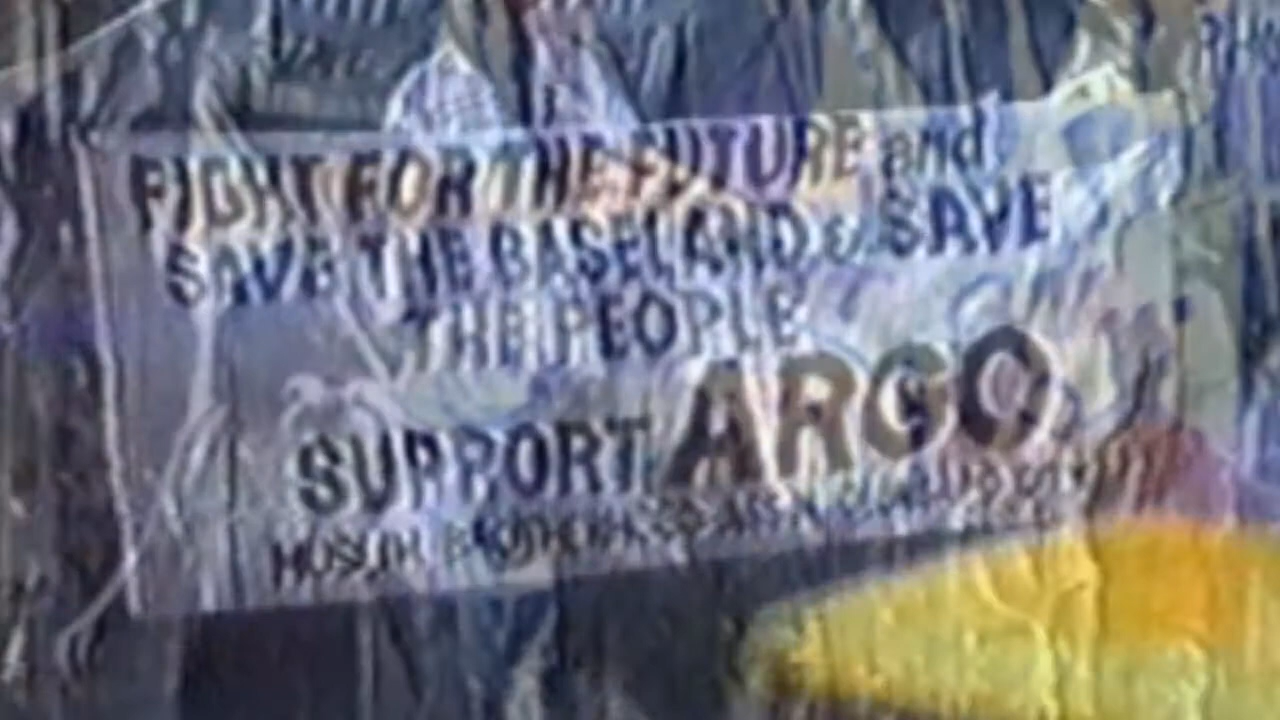 FIGHT FOR THE FUTURE and
SAVE THE BASELAND & SAVE
THE PEOPLE
SUPPORT ARGO